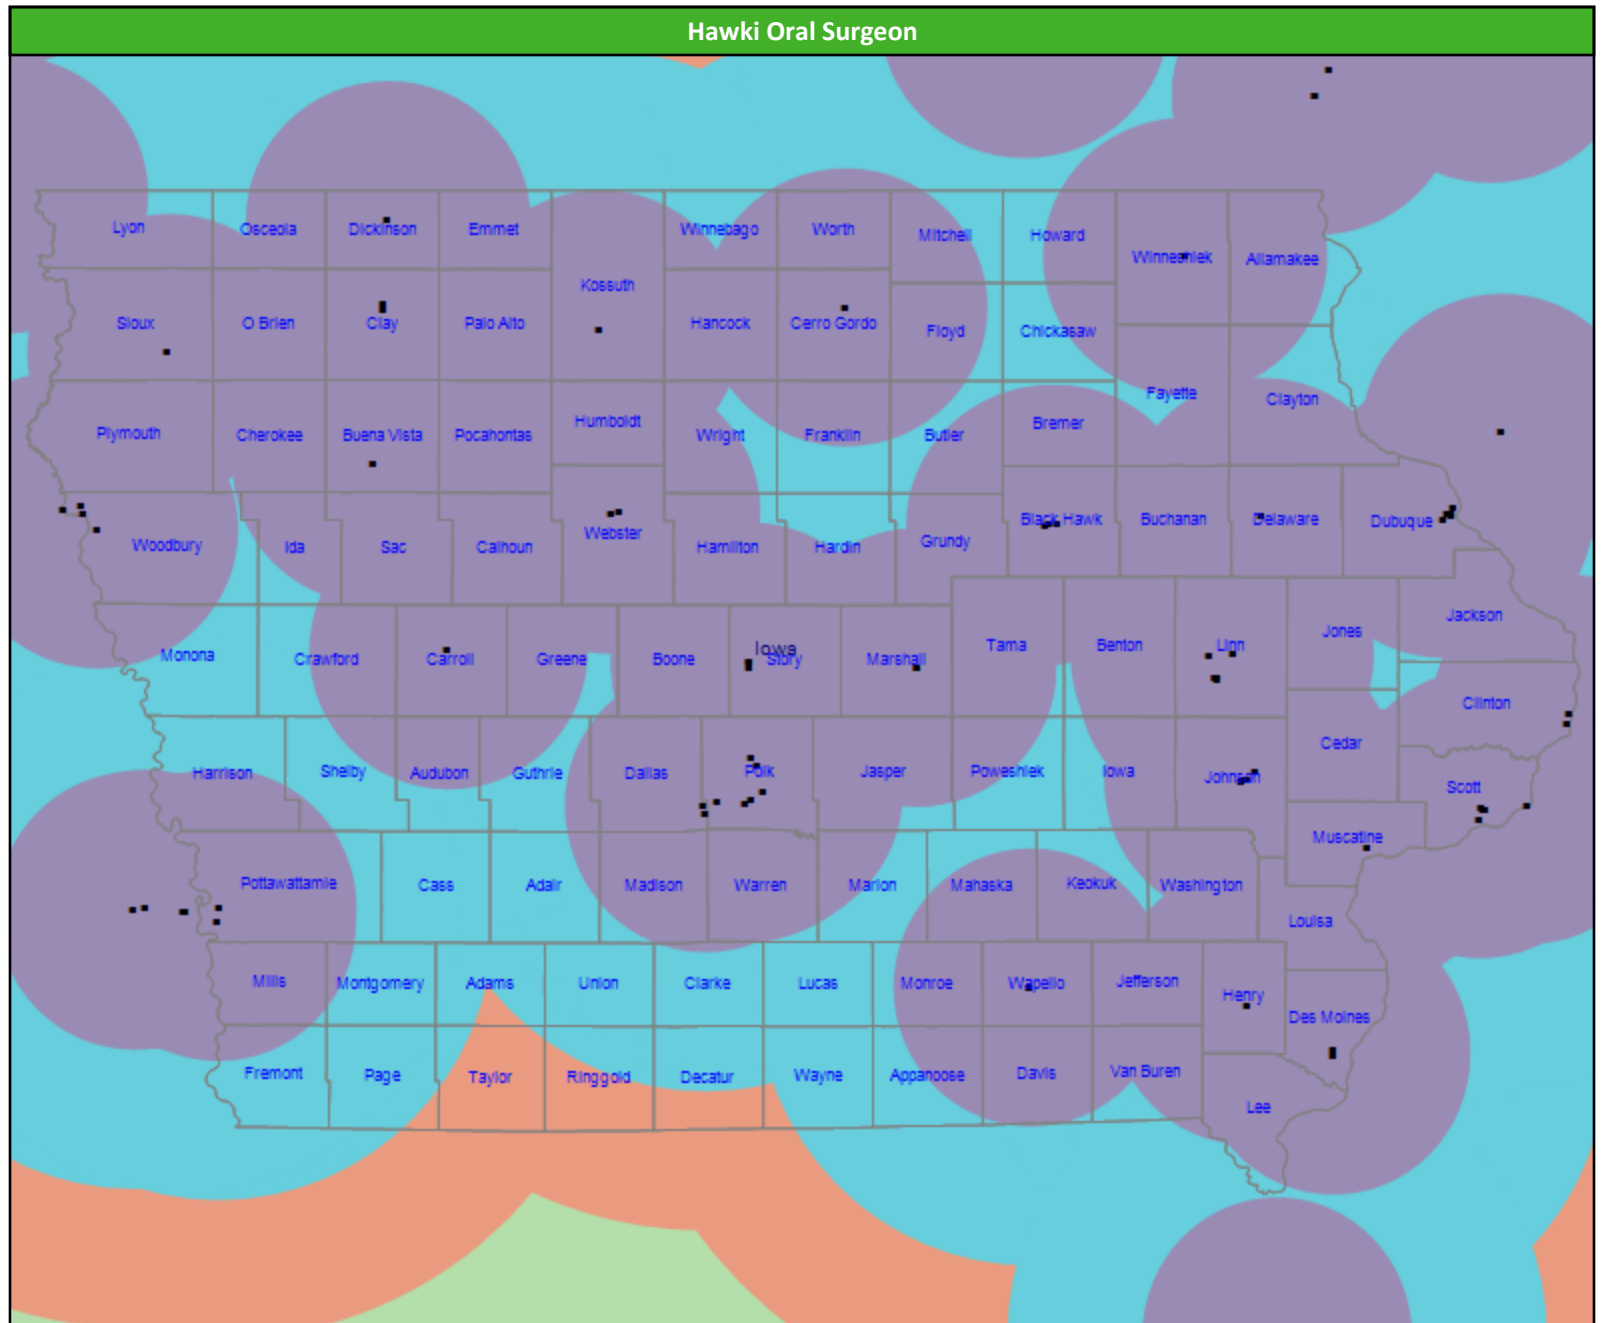 Hawki Oral Surgeon
Lyon
Osceola
Dickinson
Emmet
Winnebago
Worth
Mitchell
Howard
Winneshiek
Allamakee
Kossuth
Sioux
O Brien
Clay
Palo Alto
Hancock
Cerro Gordo
Floyd
Chickasaw
Fayette
Clayton
Plymouth
Cherokee
Buena Vista
Pocahontas
Humboldt
Wright
Franklin
Butler
Bremer
Woodbury
Ida
Sac
Calhoun
Webster
Hamilton
Hardin
Grundy
Black Hawk
Buchanan
Delaware
Dubuque
Monona
Crawford
Carroll
Greene
Boone
Iowa
Story
Marshall
Tama
Benton
Linn
Jones
Jackson
Clinton
Harrison
Shelby
Audubon
Guthrie
Dallas
Polk
Jasper
Poweshiek
Iowa
Johnson
Cedar
Scott
Muscatine
Pottawattamie
Cass
Adair
Madison
Warren
Marion
Mahaska
Keokuk
Washington
Louisa
Mills
Montgomery
Adams
Union
Clarke
Lucas
Monroe
Wapello
Jefferson
Henry
Des Moines
Fremont
Page
Taylor
Ringgold
Decatur
Wayne
Appanoose
Davis
Van Buren
Lee